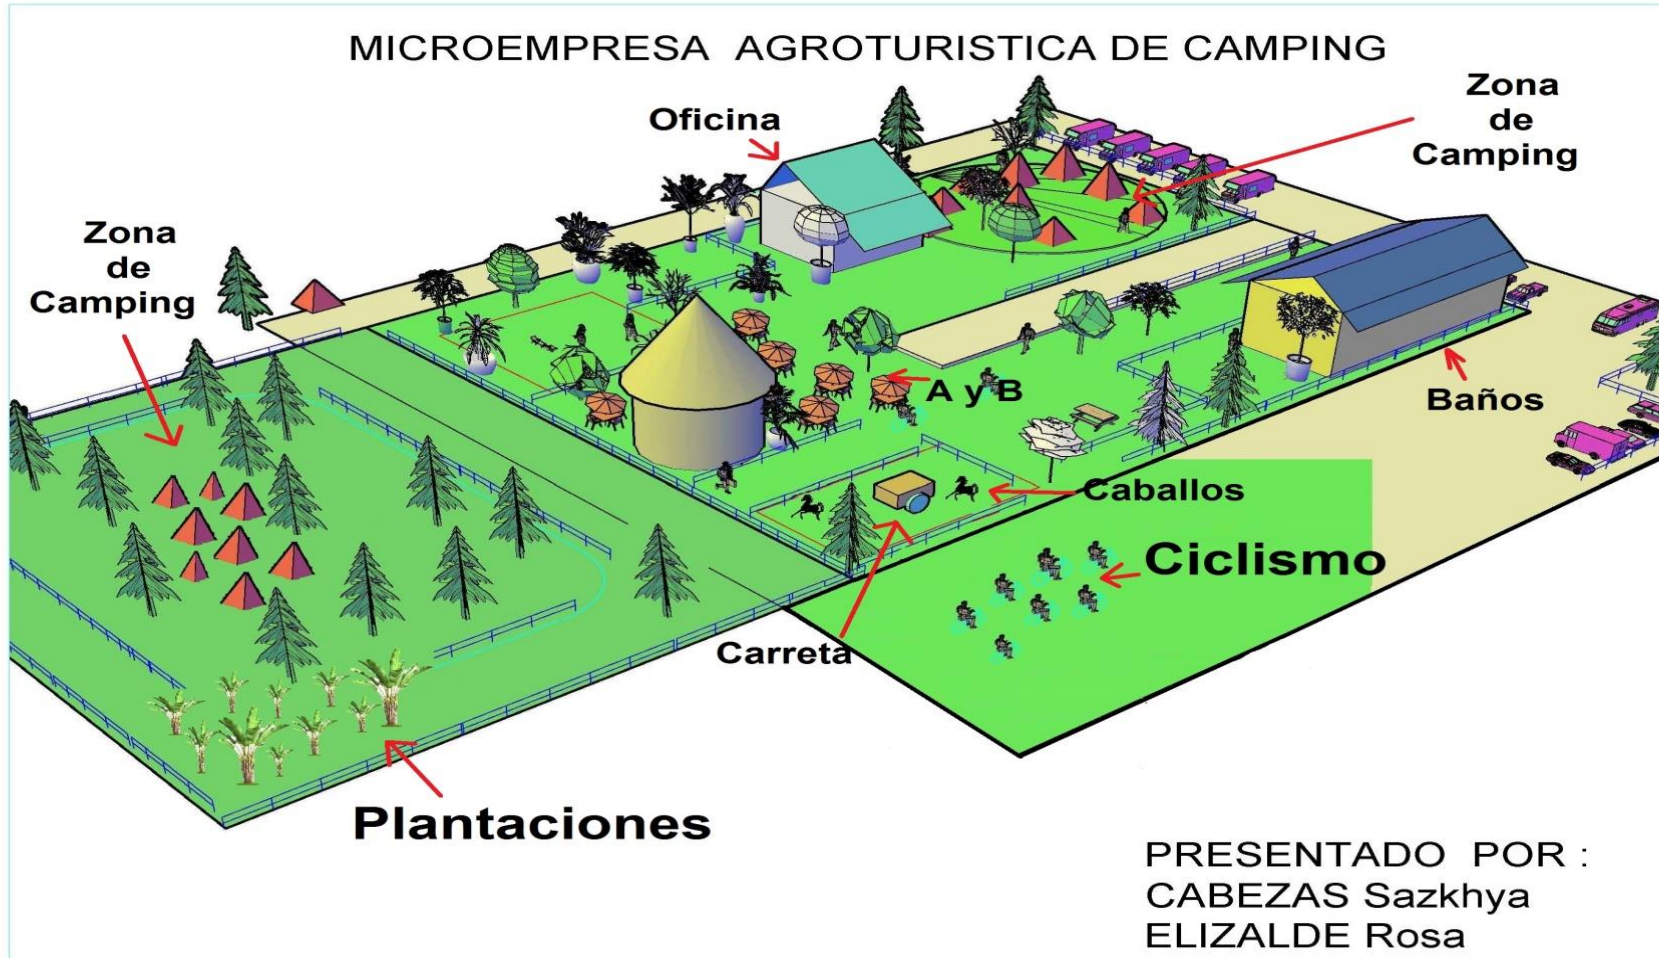 MICROEMPRESA AGROTURISTICA DE CAMPING
Oficina
Zona
de
Camping
Zona
de
Camping
A y B
Baños
Caballos
Ciclismo
Carreta
Plantaciones
PRESENTADO POR :
CABEZAS Sazkhya
ELIZALDE Rosa